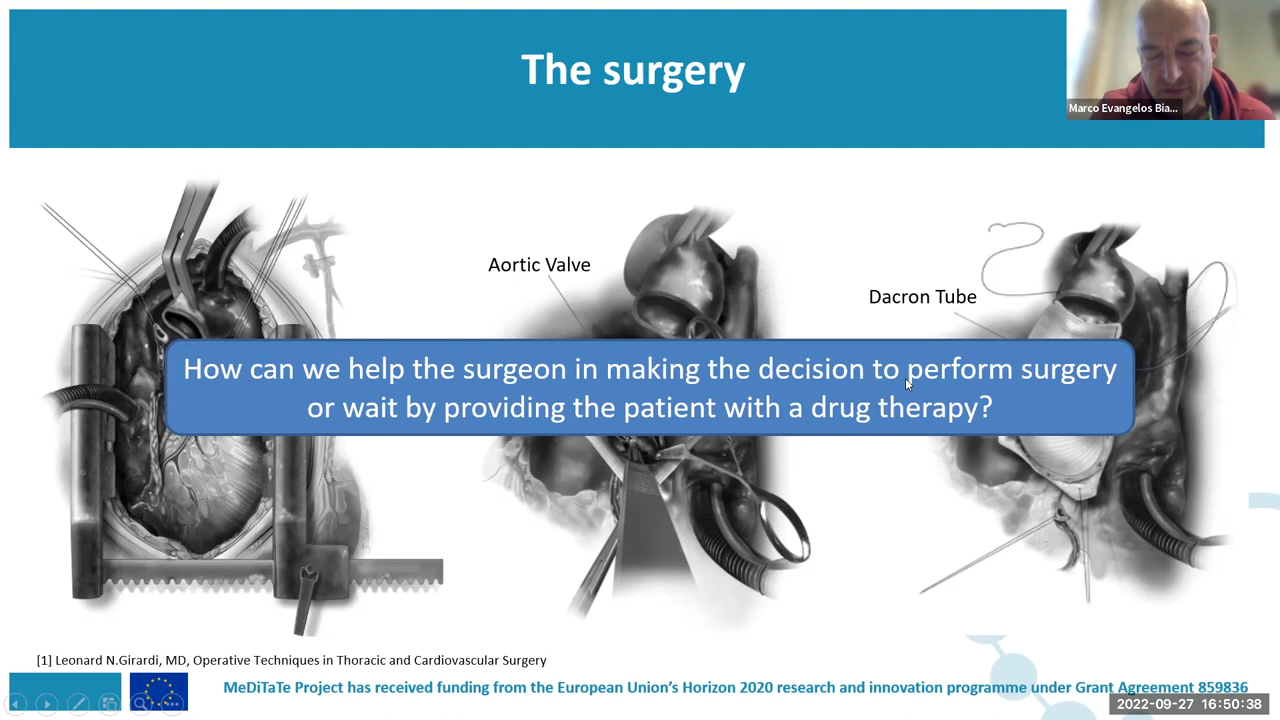 The surgery
Marco Evangelos Bia...
Aortic Valve
Dacron Tube
How can we help the surgeon in making the decision to perform surgery
or wait by providing the patient with a drug therapy?
[1] Leonard N.Girardi, MD, Operative Techniques in Thoracic and Cardiovascular Surgery
MeDiTaTe Project has received funding from the European Union's Horizon 2020 research and innovation programme under Grant Agreement 859836
2022-09-27 16:50:38